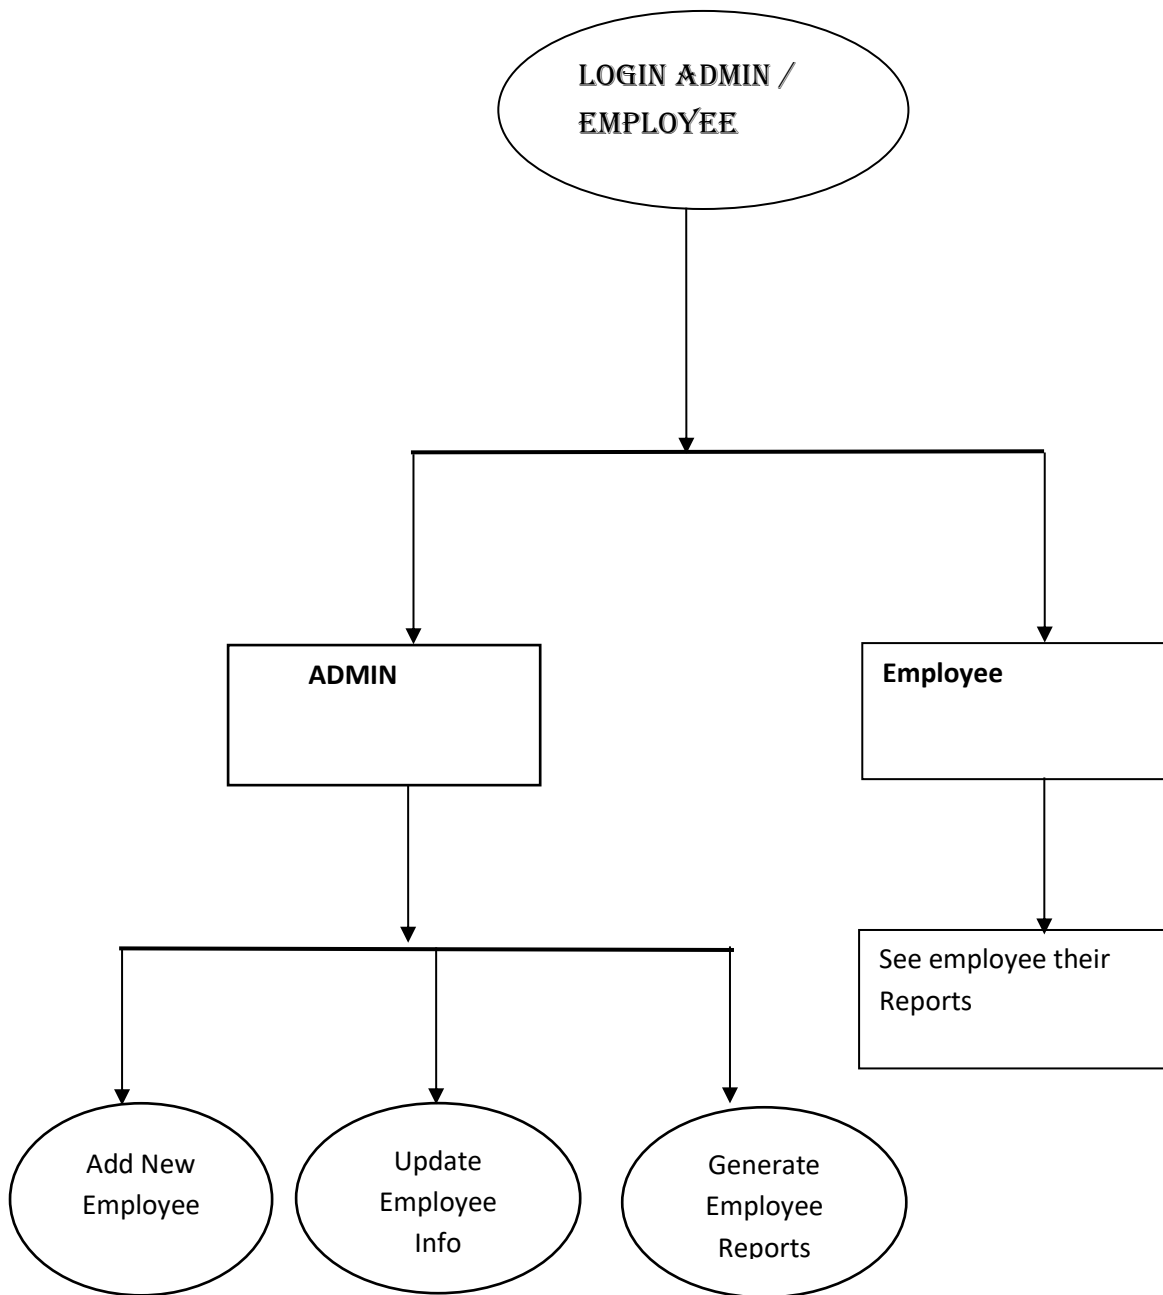 LOGIN ADMIN /
EMPLOYEE
ADMIN
Employee
See employee their
Reports
Add New
Employee
Update
Employee
Info
Generate
Employee
Reports